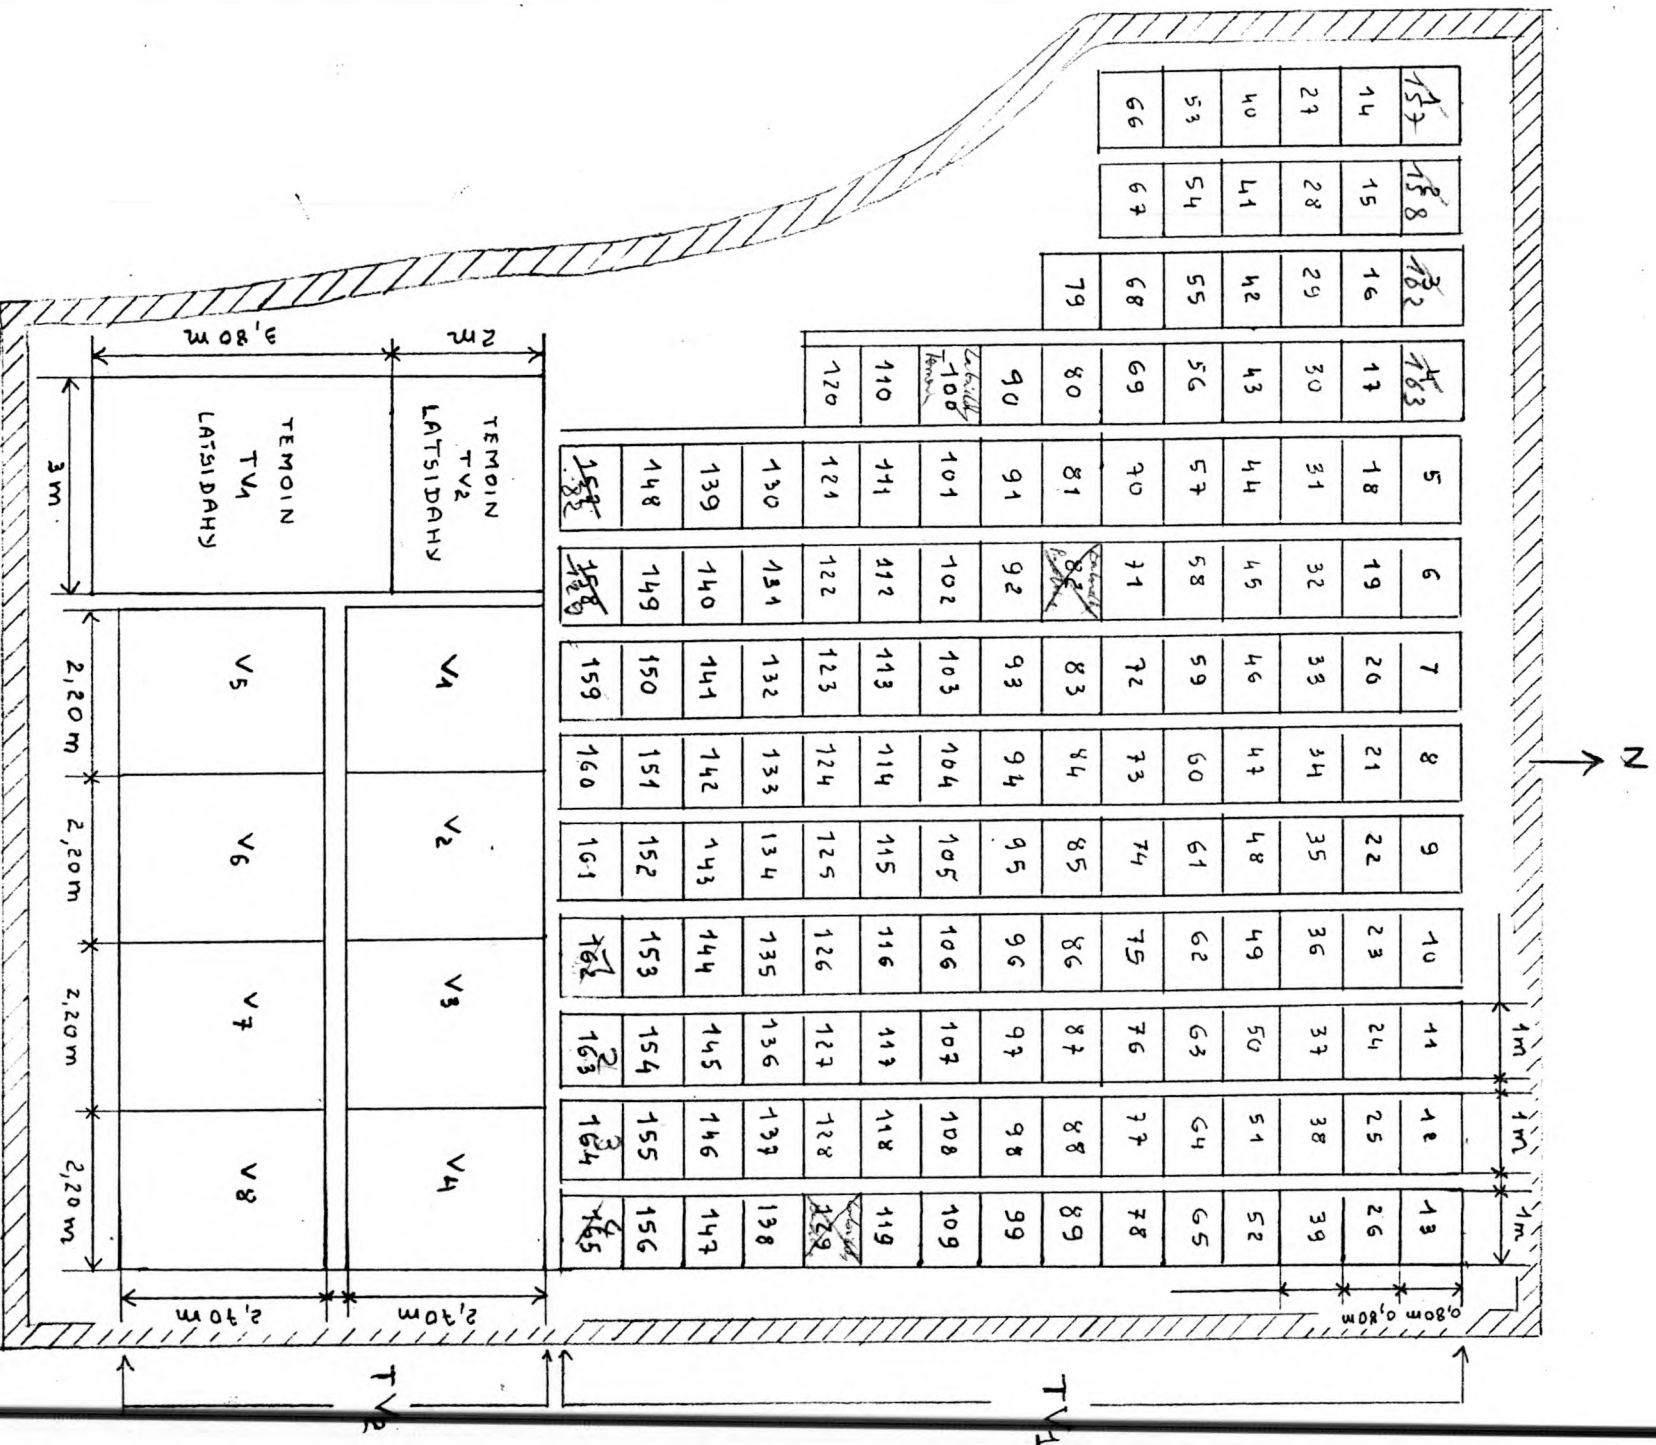 N
1m 1m 1m
157 158 162 163 5 6 7 8 9 10 11 12 13
0,80m
14 15 16 17 18 19 20 21 22 23 24 25 26
0,80m
27 28 29 30 31 32 33 34 35 36 37 38 39
40 41 42 43 44 45 46 47 48 49 50 51 52
53 54 55 56 57 58 59 60 61 62 63 64 65
66 67 68 69 70 71 72 73 74 75 76 77 78
79 80 81 82 83 84 85 86 87 88 89
90 91 92 93 94 95 96 97 98 99
100 101 102 103 104 105 106 107 108 109
110 111 112 113 114 115 116 117 118 119
120 121 122 123 124 125 126 127 128 129
130 131 132 133 134 135 136 137 138
139 140 141 142 143 144 145 146 147
148 149 150 151 152 153 154 155 156
157 158 159 160 161 162 163 164 165
TV1
2m
TEMOIN
TV2
LATSIDAHY
V1 V2 V3 V4
2,70m
3,80m
TEMOIN
TV1
LATSIDAHY
V5 V6 V7 V8
2,70m
TV2
3m 2,20m 2,20m 2,20m 2,20m